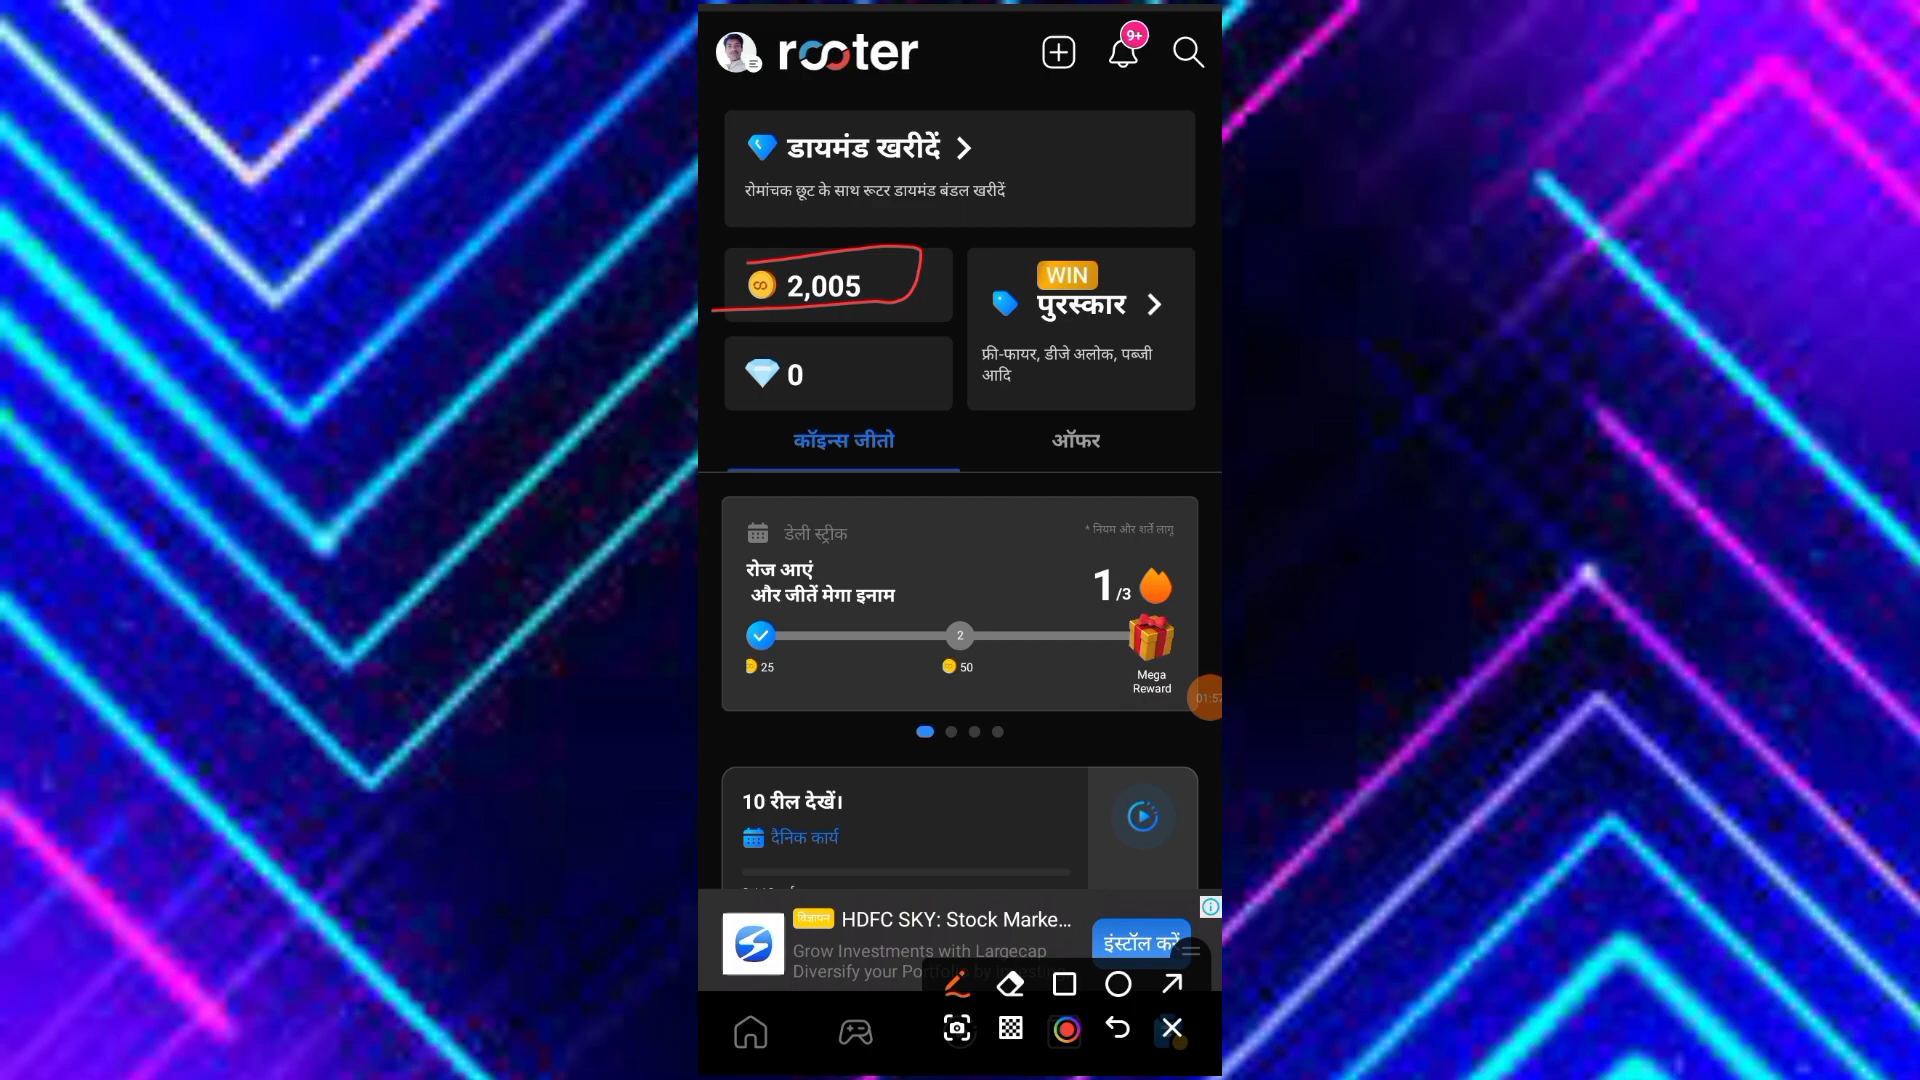 rooter
9+
डायमंड खरीदें
रोमांचक छूट के साथ रूटर डायमंड बंडल खरीदें
2,005
WIN
पुरस्कार
फ्री-फायर, डीजे अलोक, पब्जी
आदि
0
कॉइन्स जीतो
ऑफर
डेली स्ट्रीक
* नियम और शर्तें लागू
रोज आएं
और जीतें मेगा इनाम
1/3
2
25
50
Mega
Reward
10 रील देखें।
दैनिक कार्य
विज्ञापन
HDFC SKY: Stock Marke...
Grow Investments with Largecap
Diversify your
इंस्टॉल करें